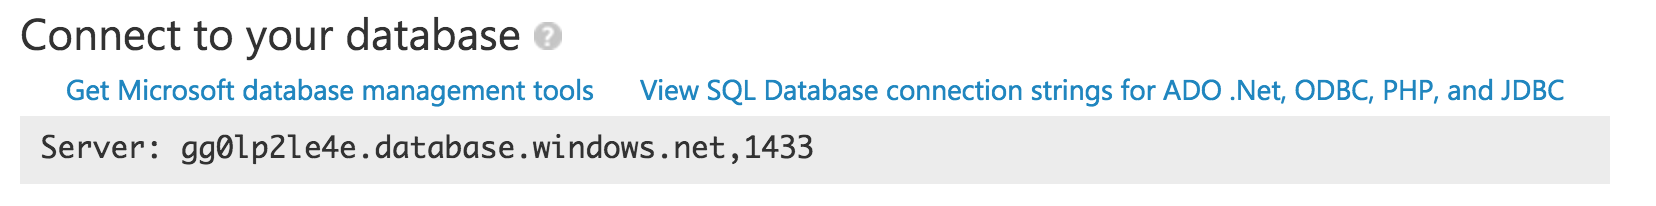 Connect to your database ?
Get Microsoft database management tools View SQL Database connection strings for ADO .Net, ODBC, PHP, and JDBC
Server: gg0lp2le4e.database.windows.net,1433